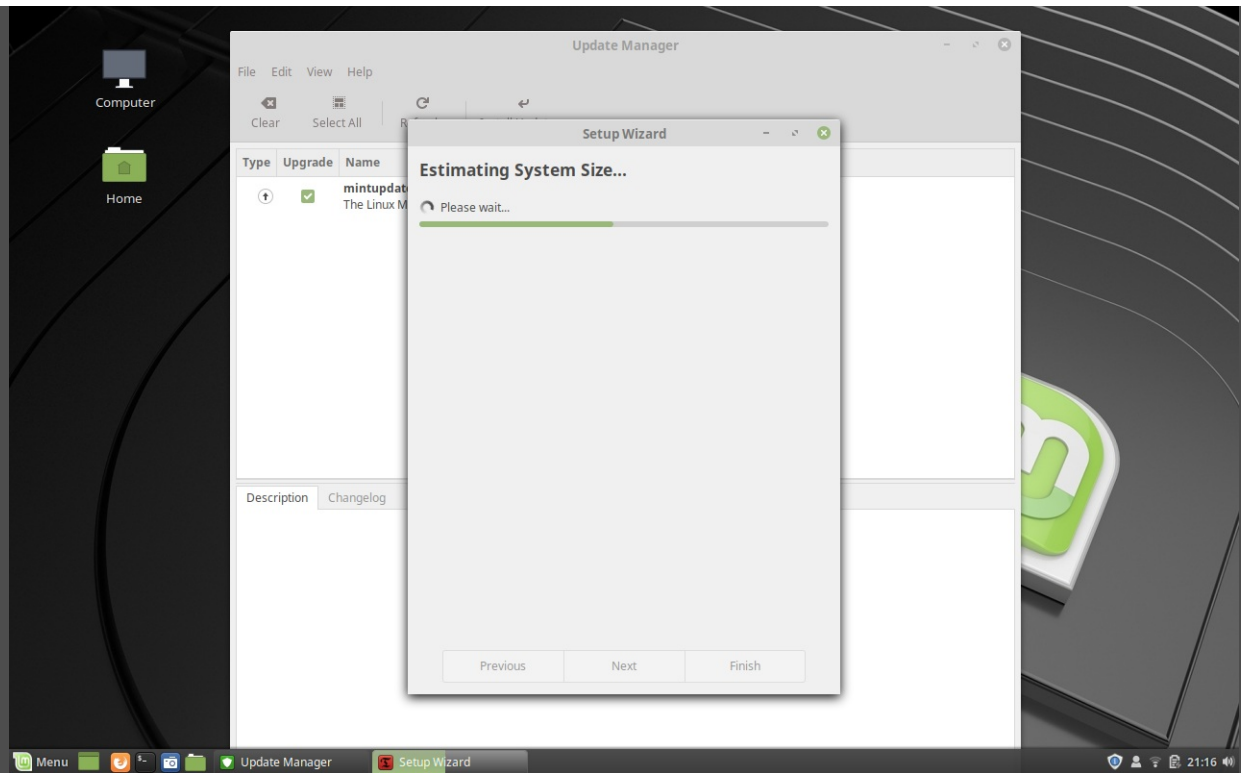 Computer
Home
Update Manager
File Edit View Help
Clear Select All
Type Upgrade Name
mintupdat
The Linux M
Description Changelog
Setup Wizard
Estimating System Size...
Please wait...
Previous Next Finish
Menu Update Manager Setup Wizard 21:16